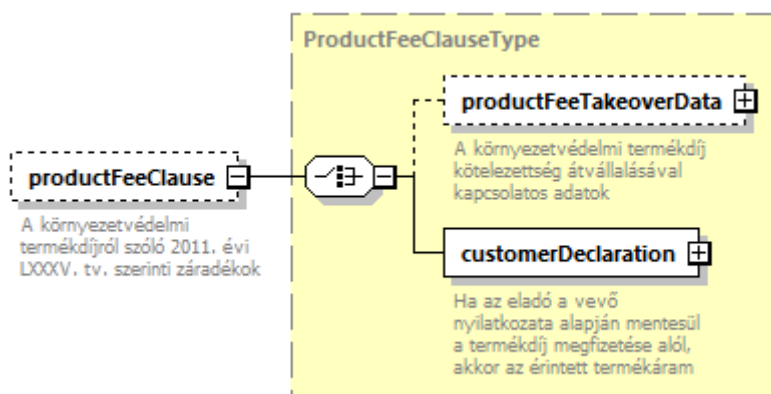 ProductFeeClauseType
productFeeTakeoverData
A környezetvédelmi termékdíj
kötelezettség átvállalásával
kapcsolatos adatok
productFeeClause
A környezetvédelmi
termékdíjról szóló 2011. évi
LXXXV. tv. szerinti záradékok
customerDeclaration
Ha az eladó a vevő
nyilatkozata alapján mentesül
a termékdíj megfizetése alól,
akkor az érintett termékáram